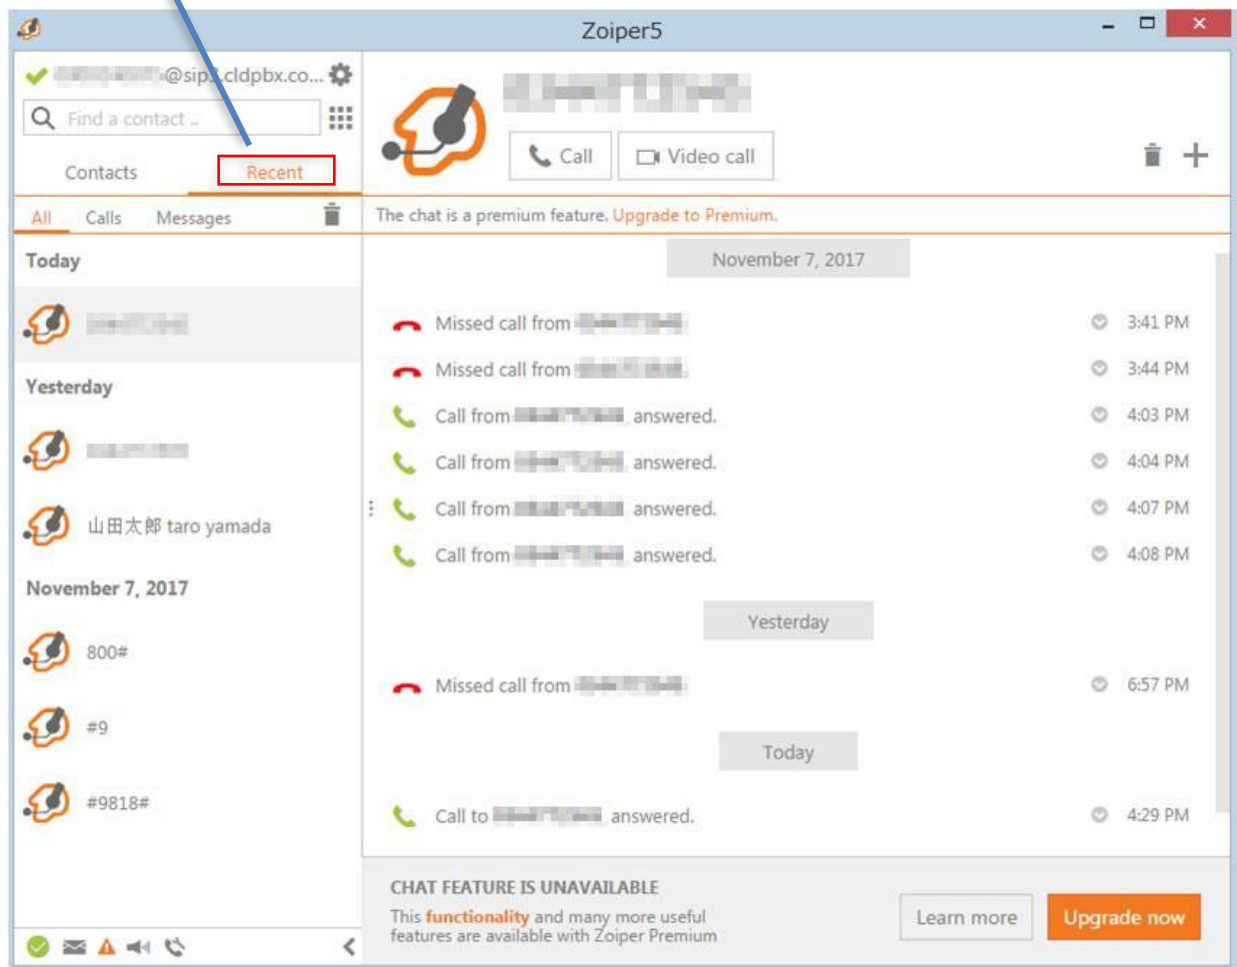 Zoiper5
@sip2.cldpbx.co...
Find a contact ..
Contacts
Recent
All
Calls
Messages
Today
Yesterday
山田太郎 taro yamada
November 7, 2017
800#
#9
#9818#
Call
Video call
The chat is a premium feature. Upgrade to Premium.
November 7, 2017
Missed call from
3:41 PM
Missed call from
3:44 PM
Call from answered.
4:03 PM
Call from answered.
4:04 PM
Call from answered.
4:07 PM
Call from answered.
4:08 PM
Yesterday
Missed call from
6:57 PM
Today
Call to answered.
4:29 PM
CHAT FEATURE IS UNAVAILABLE
This functionality and many more useful
features are available with Zoiper Premium
Learn more
Upgrade now